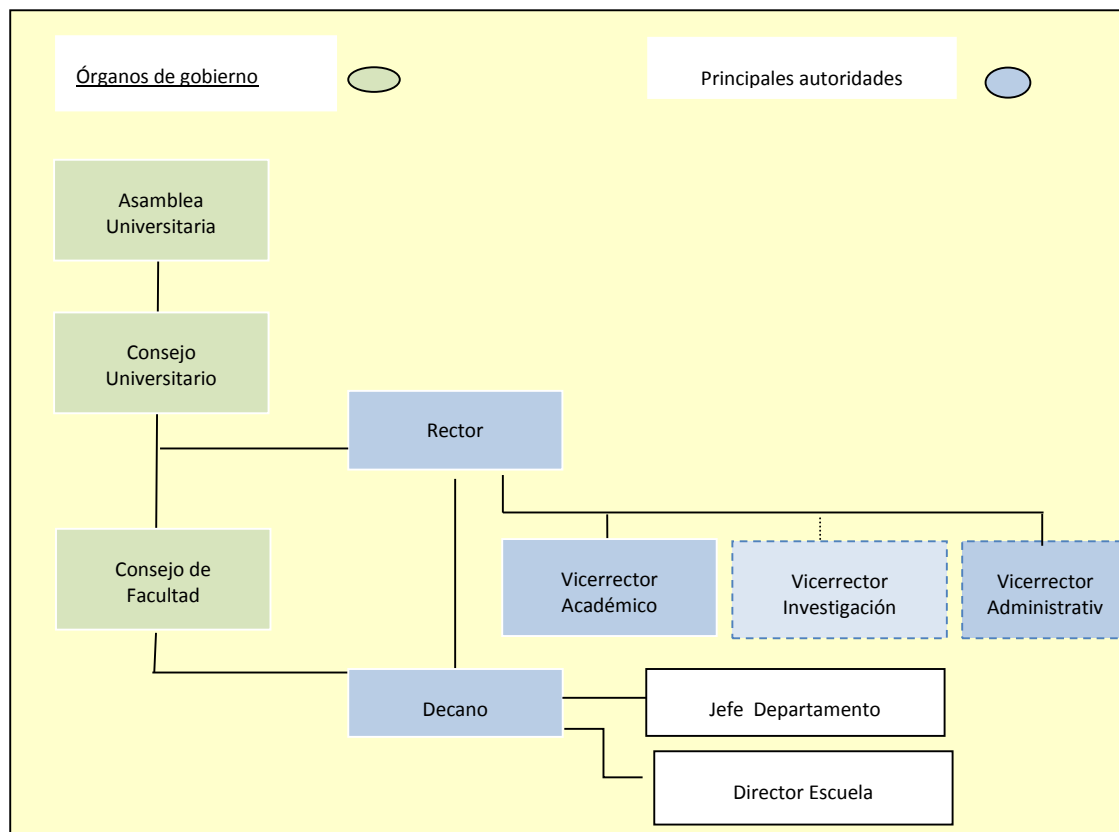 Órganos de gobierno
Principales autoridades
Asamblea
Universitaria
Consejo
Universitario
Rector
Consejo de
Facultad
Vicerrector
Académico
Vicerrector
Investigación
Vicerrector
Administrativ
Decano
Jefe Departamento
Director Escuela